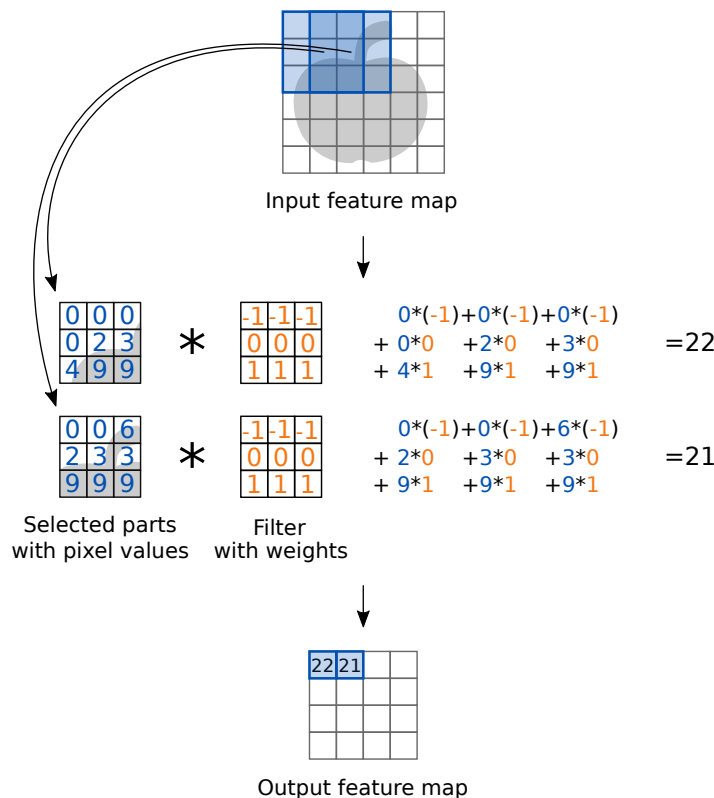 Input feature map
0 0 0 -1 -1 -1 0*(-1)+0*(-1)+0*(-1)
0 2 3 * 0 0 0 + 0*0 +2*0 +3*0 =22
4 9 9 1 1 1 + 4*1 +9*1 +9*1
0 0 6 -1 -1 -1 0*(-1)+0*(-1)+6*(-1)
2 3 3 * 0 0 0 + 2*0 +3*0 +3*0 =21
9 9 9 1 1 1 + 9*1 +9*1 +9*1
Selected parts
with pixel values
Filter
with weights
22 21
Output feature map